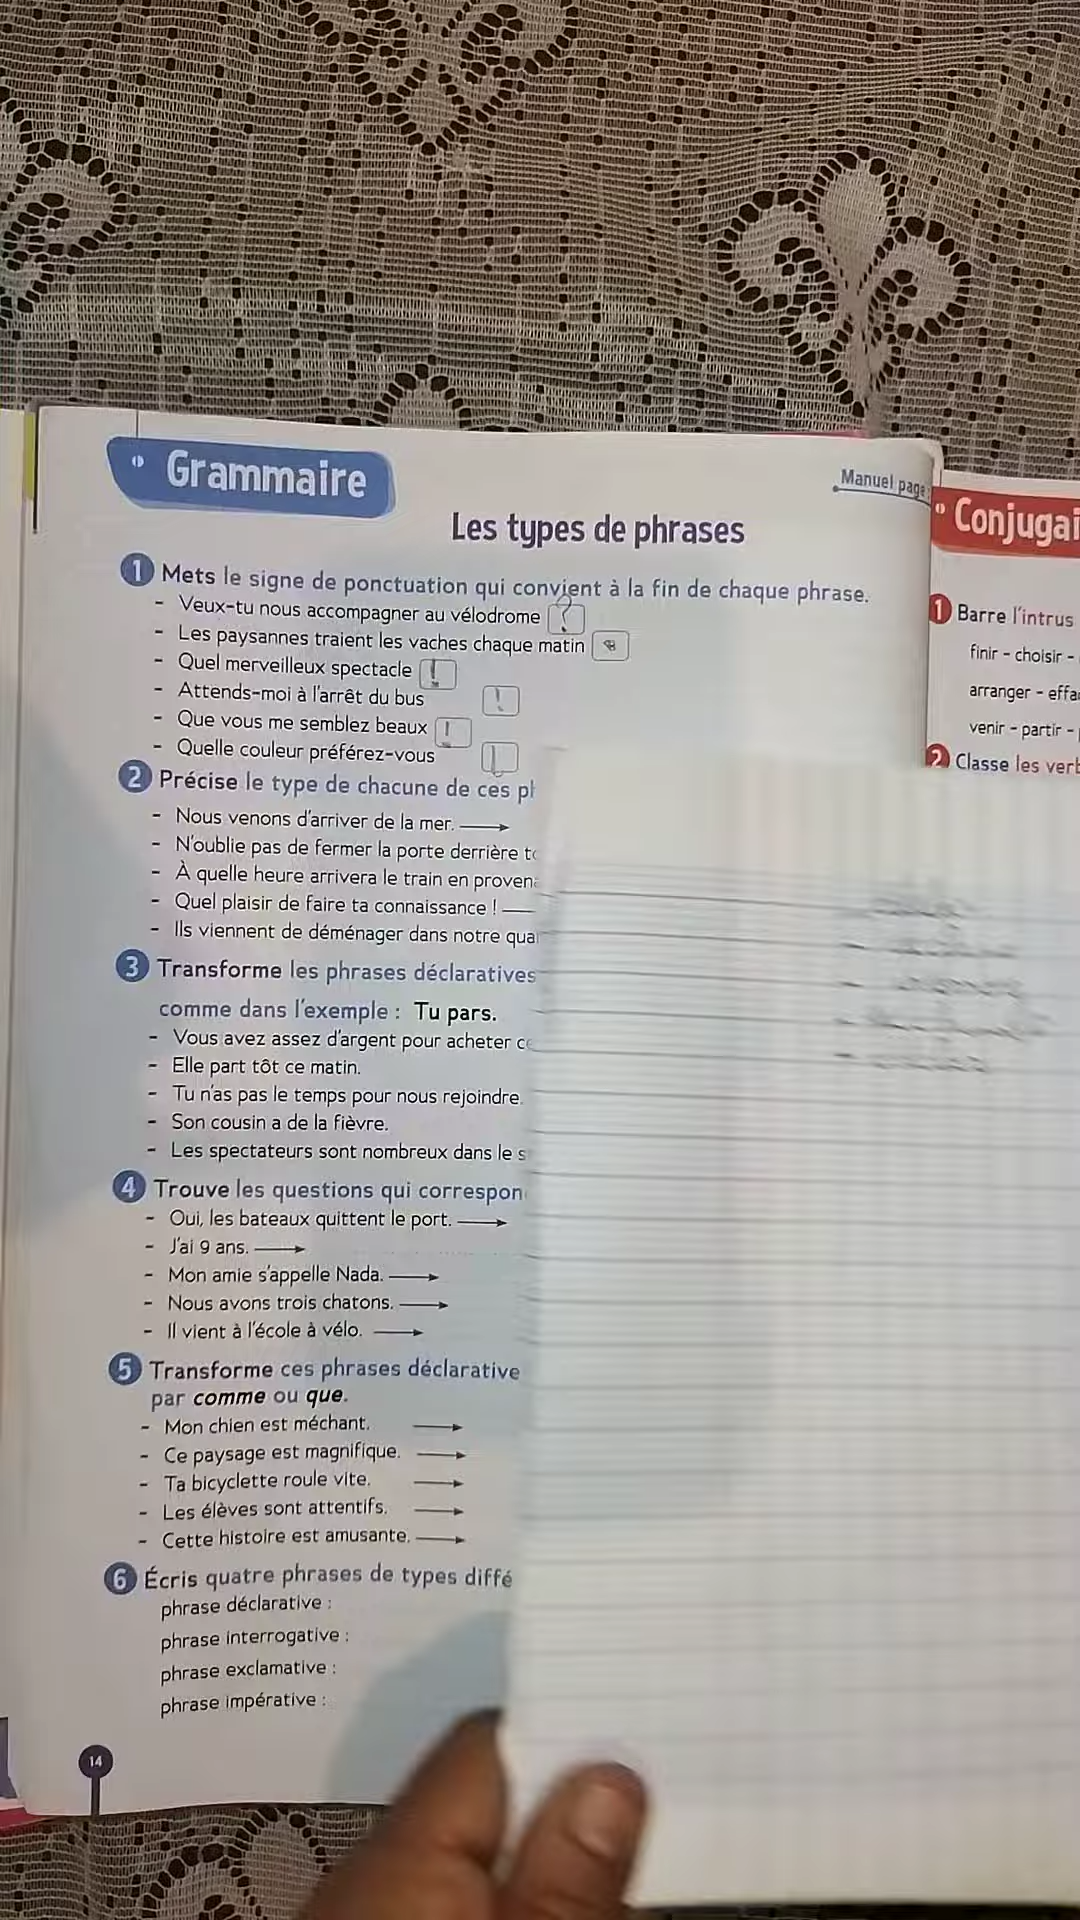 Grammaire
Manuel page
Les types de phrases
1 Mets le signe de ponctuation qui convient à la fin de chaque phrase.
- Veux-tu nous accompagner au vélodrome ?
- Les paysannes traient les vaches chaque matin
- Quel merveilleux spectacle !
- Attends-moi à l'arrêt du bus !
- Que vous me semblez beaux !
- Quelle couleur préférez-vous
2 Précise le type de chacune de ces
- Nous venons d'arriver de la mer.
- N'oublie pas de fermer la porte derrière
- À quelle heure arrivera le train en
- Quel plaisir de faire ta connaissance !
- Ils viennent de déménager dans notre
3 Transforme les phrases déclaratives
comme dans l'exemple : Tu pars.
- Vous avez assez d'argent pour acheter
- Elle part tôt ce matin.
- Tu n'as pas le temps pour nous rejoindre.
- Son cousin a de la fièvre.
- Les spectateurs sont nombreux dans le
4 Trouve les questions qui
- Oui, les bateaux quittent le port.
- J'ai 9 ans.
- Mon amie s'appelle Nada.
- Nous avons trois chatons.
- Il vient à l'école à vélo.
5 Transforme ces phrases déclarative
par comme ou que.
- Mon chien est méchant.
- Ce paysage est magnifique.
- Ta bicyclette roule vite.
- Les élèves sont attentifs.
- Cette histoire est amusante.
6 Écris quatre phrases de types
phrase déclarative :
phrase interrogative :
phrase exclamative :
phrase impérative :
14
Conjugai
1 Barre l'intrus
finir - choisir -
arranger -
venir - partir -
2 Classe les